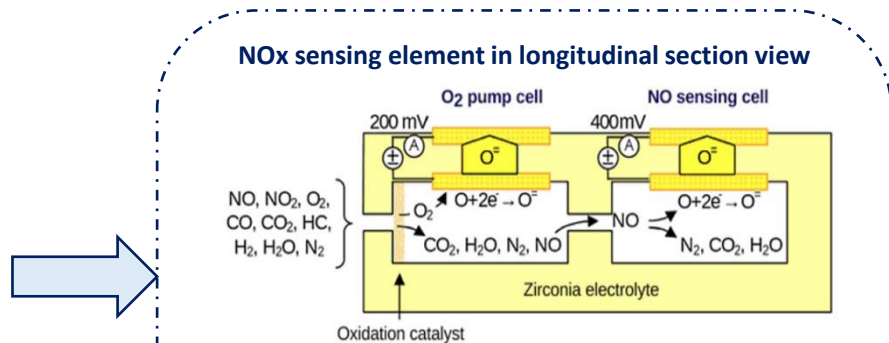 NOx sensing element in longitudinal section view
O₂ pump cell
NO sensing cell
200 mV
A
±
O⁼
400mV
A
±
O⁼
NO, NO₂, O₂,
CO, CO₂, HC,
H₂, H₂O, N₂
O₂
O+2e⁻→O⁼
CO₂, H₂O, N₂, NO
NO
O+2e⁻→O⁼
N₂, CO₂, H₂O
Zirconia electrolyte
Oxidation catalyst